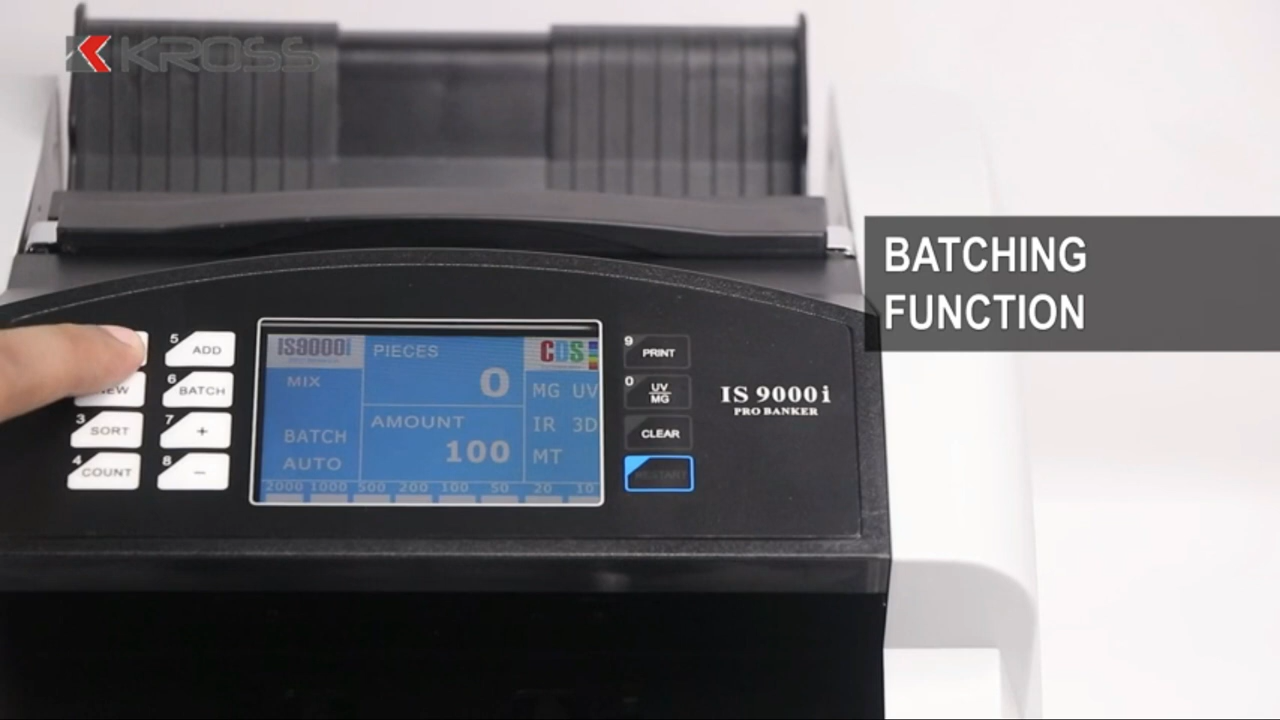 KROSS
BATCHING
FUNCTION
5 ADD
6 BATCH
3 SORT
7 +
4 COUNT
8 –
IS9000i
PIECES
CDS
MIX
0
MG UV
AMOUNT
IR 3D
BATCH
100
AUTO
MT
2000 1000 500 200 100 50 20 10
9 PRINT
0 UV
MG
CLEAR
RESTART
IS 9000i
PRO BANKER